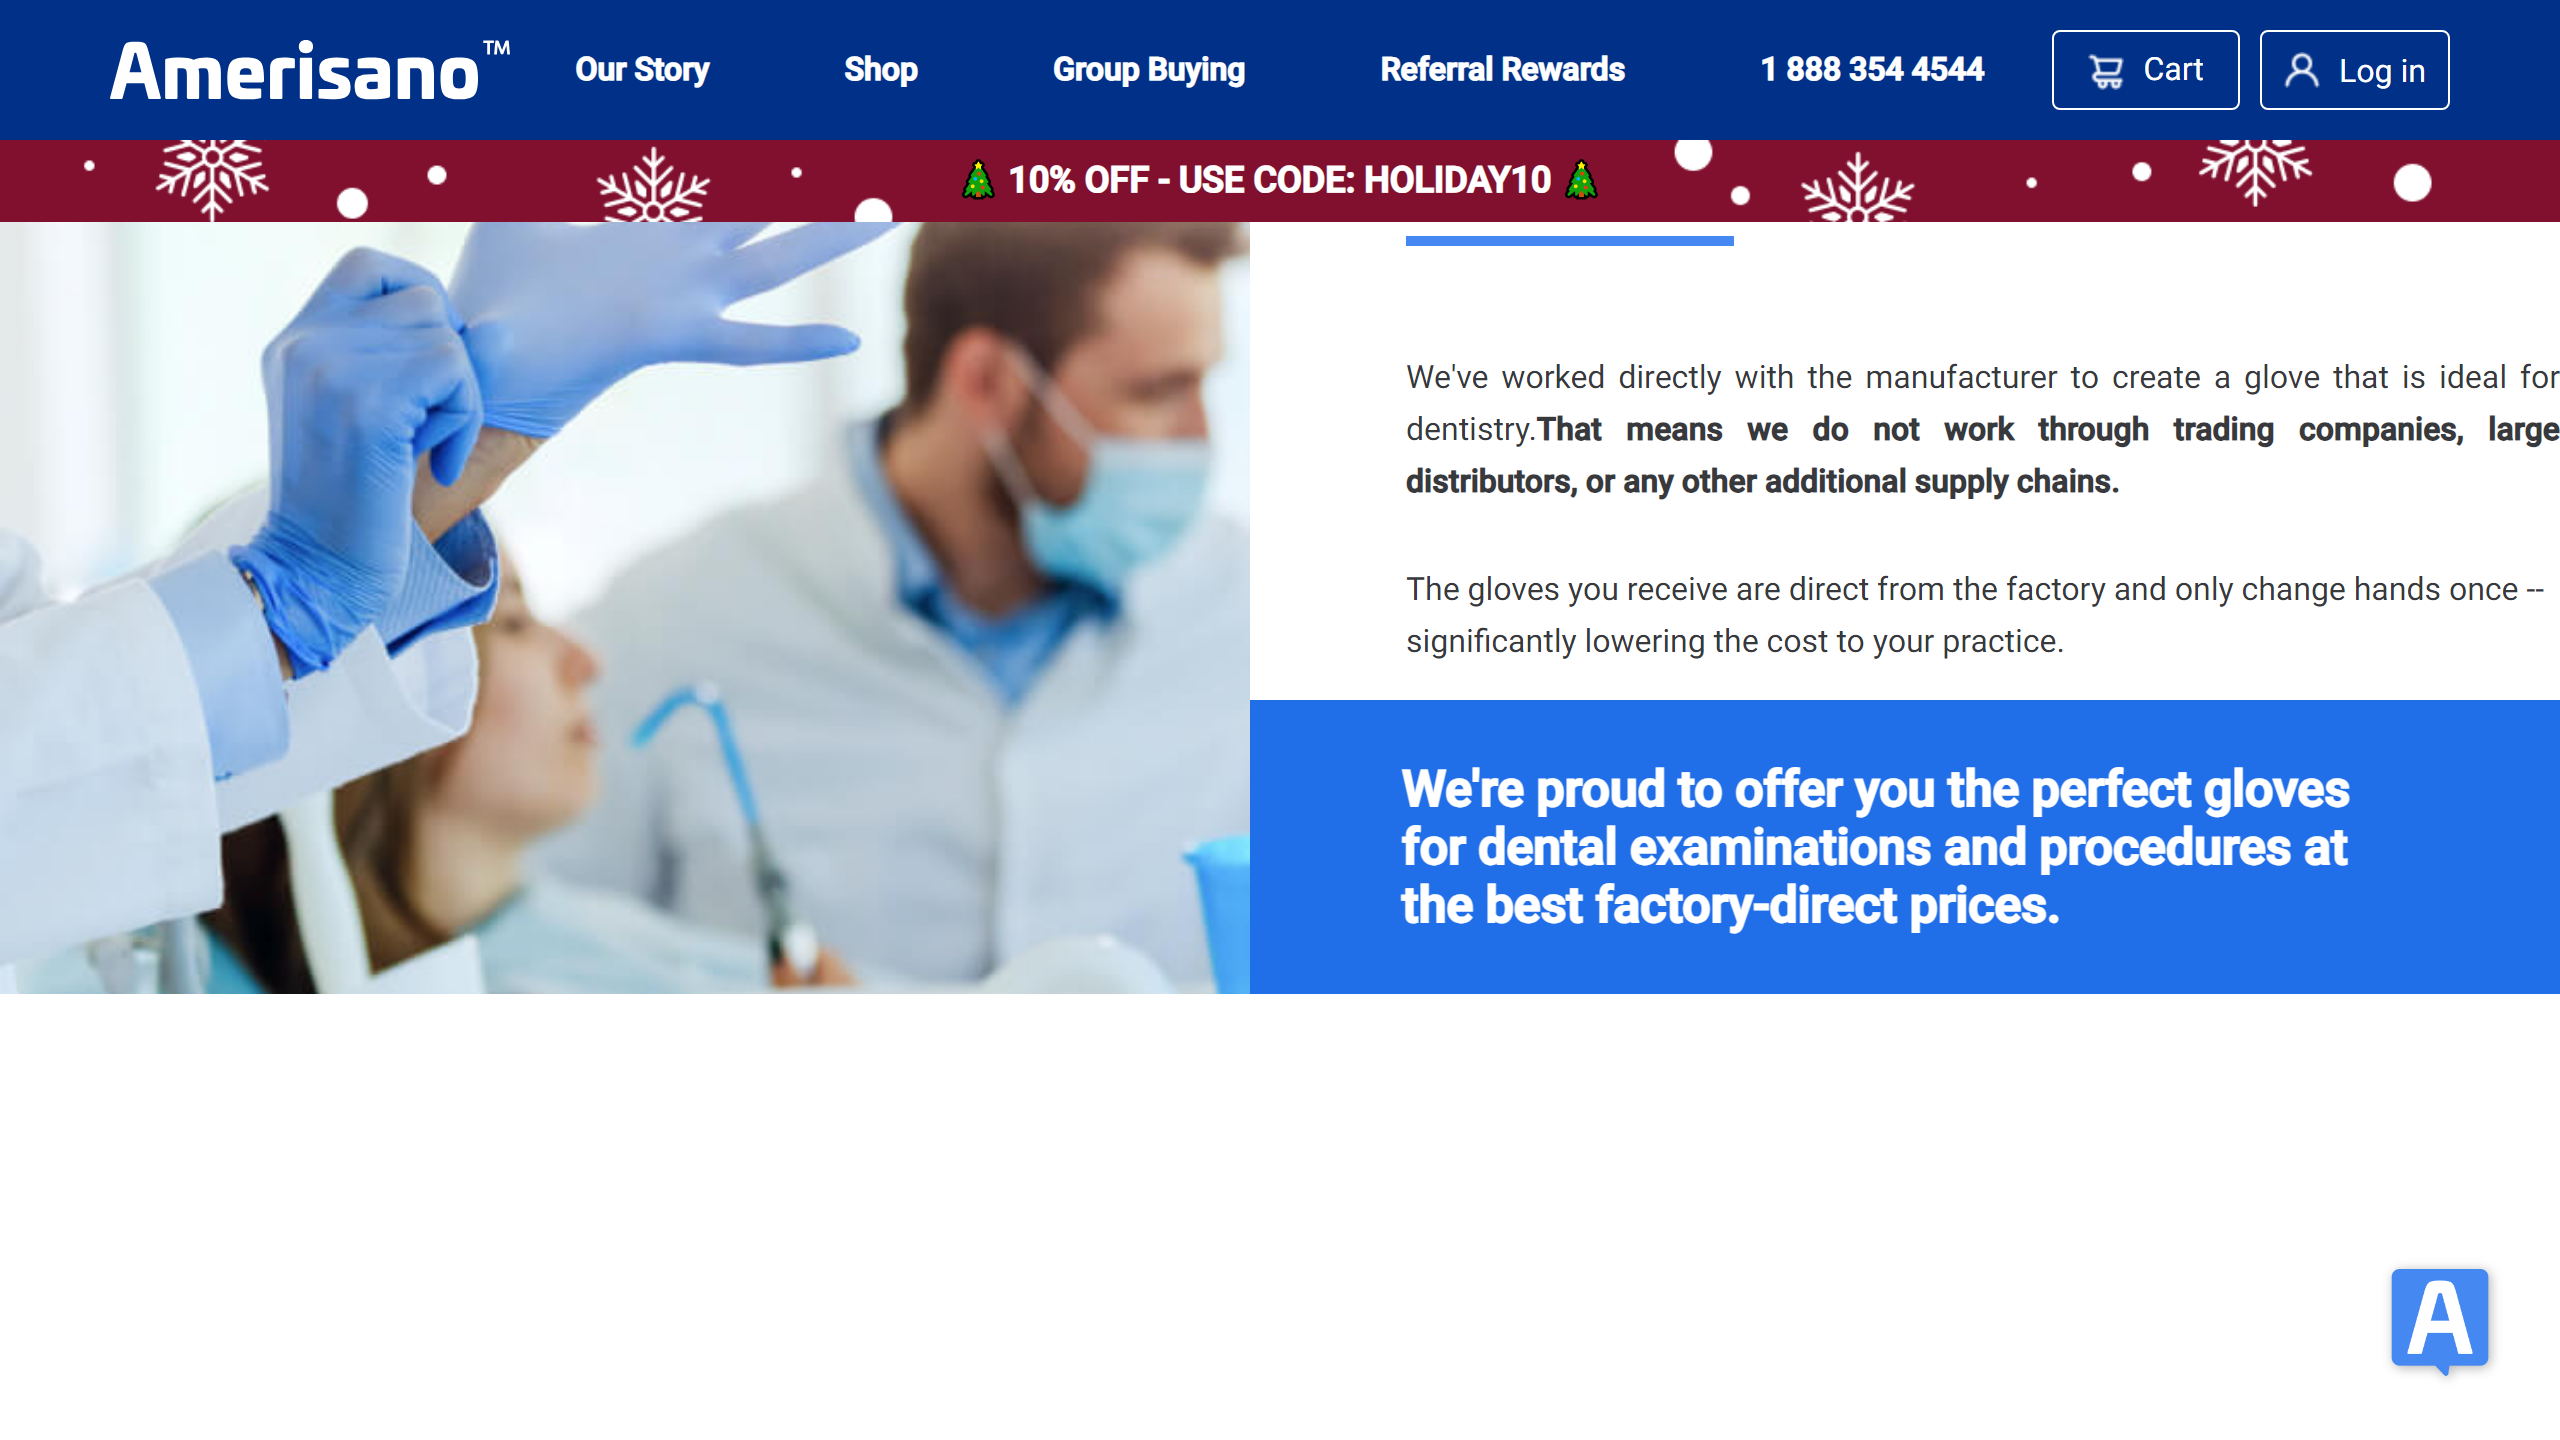 Amerisano™
Our Story
Shop
Group Buying
Referral Rewards
1 888 354 4544
Cart
Log in
🎄 10% OFF - USE CODE: HOLIDAY10 🎄
We've worked directly with the manufacturer to create a glove that is ideal for
dentistry.That means we do not work through trading companies, large
distributors, or any other additional supply chains.
The gloves you receive are direct from the factory and only change hands once --
significantly lowering the cost to your practice.
We're proud to offer you the perfect gloves
for dental examinations and procedures at
the best factory-direct prices.
A